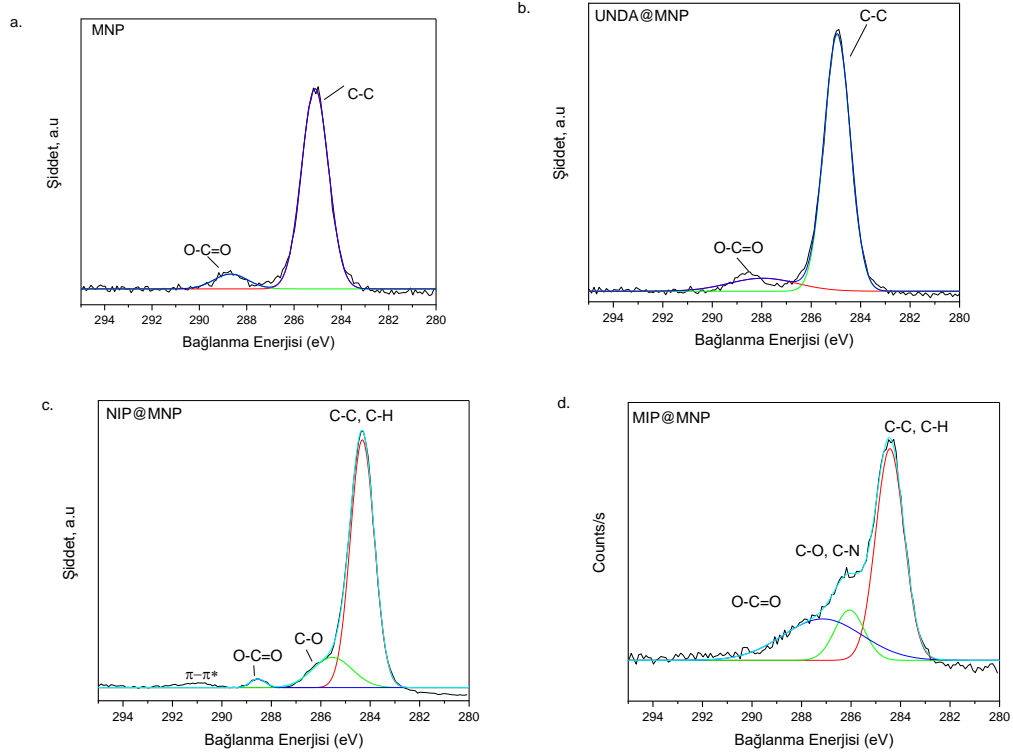 a.
MNP
C-C
O-C=O
Şiddet, a.u
294 292 290 288 286 284 282 280
Bağlanma Enerjisi (eV)
b.
UNDA@MNP
C-C
O-C=O
Şiddet, a.u
294 292 290 288 286 284 282 280
Bağlanma Enerjisi (eV)
c.
NIP@MNP
C-C, C-H
C-O
O-C=O
π−π*
Şiddet, a.u
294 292 290 288 286 284 282 280
Bağlanma Enerjisi (eV)
d.
MIP@MNP
C-C, C-H
C-O, C-N
O-C=O
Counts/s
294 292 290 288 286 284 282 280
Bağlanma Enerjisi (eV)